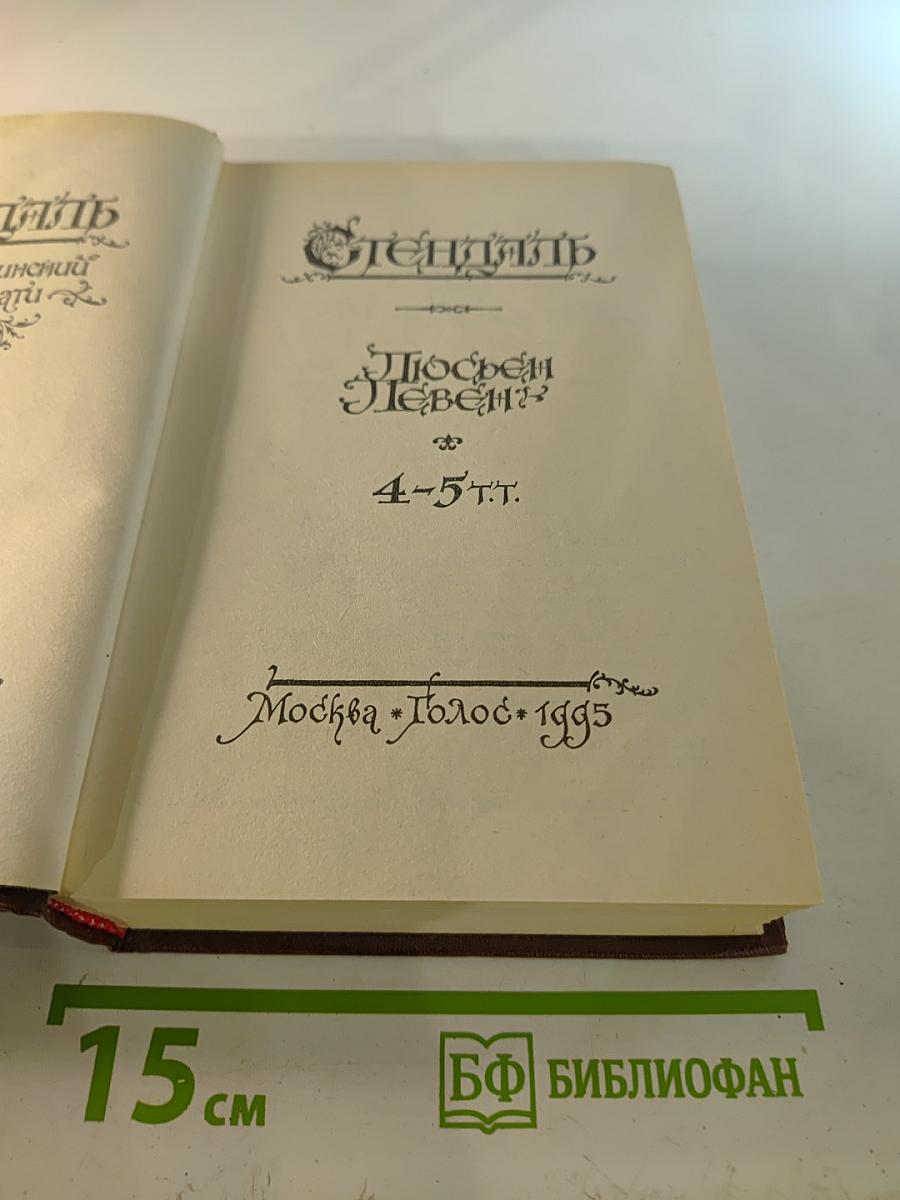 Стендаль
Люсьен
Левен
4-5 т.т.
Москва * Голос * 1995
15 см
БФ БИБЛИОФАН